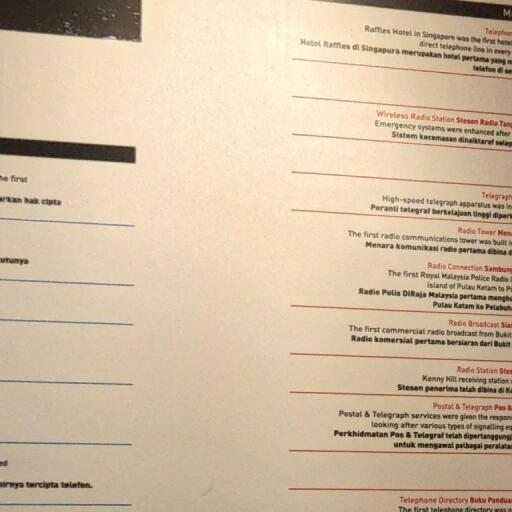 he first
arkan hak cipta
utunya
ed
hirnya tercipta telefon.
M
Telephon
Raffles Hotel in Singapore was the first hotel
direct telephone line in every
Hotel Raffles di Singapura merupakan hotel pertama yang m
telefon di se
Wireless Radio Station Stesen Radio Tanp
Emergency systems were enhanced after
Sistem kecemasan dinaiktaraf selep
Telegraph
High-speed telegraph apparatus was in
Peranti telegraf berkelajuan tinggi diperk
Radio Tower Mena
The first radio communications tower was built i
Menara komunikasi radio pertama dibina d
Radio Connection Sambung
The first Royal Malaysia Police Radio l
island of Pulau Ketam to P
Radio Polis DiRaja Malaysia pertama menghu
Pulau Ketam ke Pelabuh
Radio Broadcast Siar
The first commercial radio broadcast from Bukit
Radio komersial pertama bersiaran dari Bukit
Radio Station Stes
Kenny Hill receiving station
Stesen penerima telah dibina di Ke
Postal & Telegraph Pos &
Postal & Telegraph services were given the respon
looking after various types of signalling eq
Perkhidmatan Pos & Telegraf telah dipertanggungj
untuk mengawal pelbagai peralata
Telephone Directory Buku Pandua
The first telephone directory was p